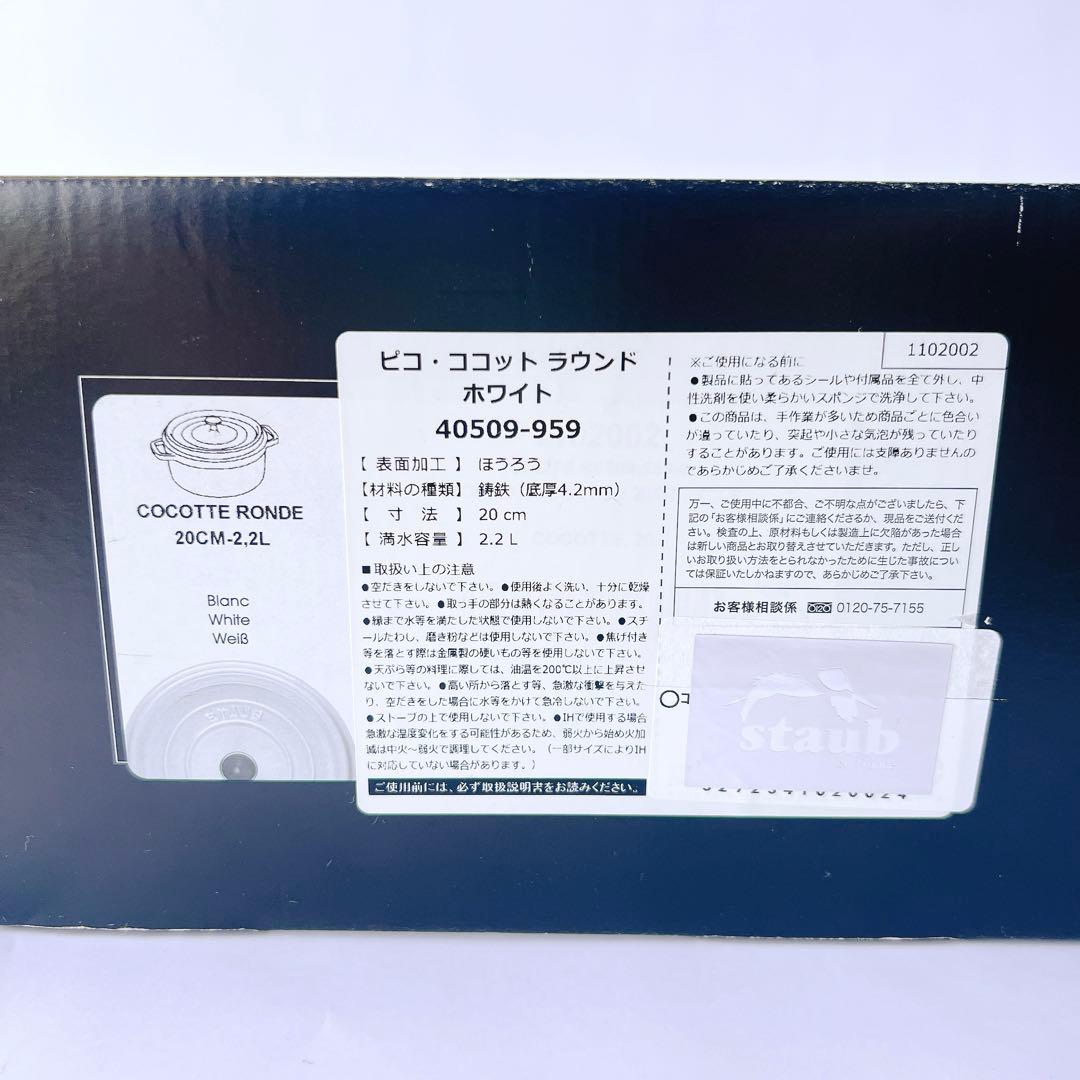 COCOTTE RONDE
20CM-2,2L
Blanc
White
Weiß
STAUB
ピコ・ココット ラウンド
ホワイト
40509-959
【 表面加工 】 ほうろう
【材料の種類】 鋳鉄（底厚4.2mm）
【 寸 法 】 20 cm
【 満水容量 】 2.2 L
■取扱い上の注意
●空だきをしないで下さい。●使用後よく洗い、十分に乾燥
させて下さい。●取っ手の部分は熱くなることがあります。
●縁まで水等を満たした状態で使用しないで下さい。●スチ
ールたわし、磨き粉などは使用しないで下さい。●焦げ付き
等を落とす際は金属製の硬いもの等を使用しないで下さい。
●天ぷら等の料理に際しては、油温を200℃以上に上昇させ
ないで下さい。●高い所から落とす等、急激な衝撃を与えた
り、空だきをした場合に水等をかけて急冷しないで下さい。
●ストーブの上で使用しないで下さい。●IHで使用する場合
急激な温度変化をする可能性があるため、弱火から始め火加
減は中火～弱火で調理してください。（一部サイズによりIH
に対応していない場合があります。）
ご使用前には、必ず取扱説明書をお読みください。
1102002
※ご使用になる前に
●製品に貼ってあるシールや付属品を全て外し、中
性洗剤を使い柔らかいスポンジで洗浄して下さい。
●この商品は、手作業が多いため商品ごとに色合い
が違っていたり、突起や小さな気泡が残っていたり
することがあります。ご使用には支障ありませんの
であらかじめご了承くださいませ。
万一、ご使用中に不都合、ご不明な点がございましたら、下
記の「お客様相談係」にご連絡くださるか、現品をご送付くださ
い。検査の上、原材料もしくは製造上に欠陥があった場合
は新しい商品とお取り替えさせていただきます。ただし、正し
いお取り扱い方法をとられなかったために生じた事故につい
ては保証いたしかねますので、あらかじめご了承下さい。
お客様相談係 0120-75-7155
staub